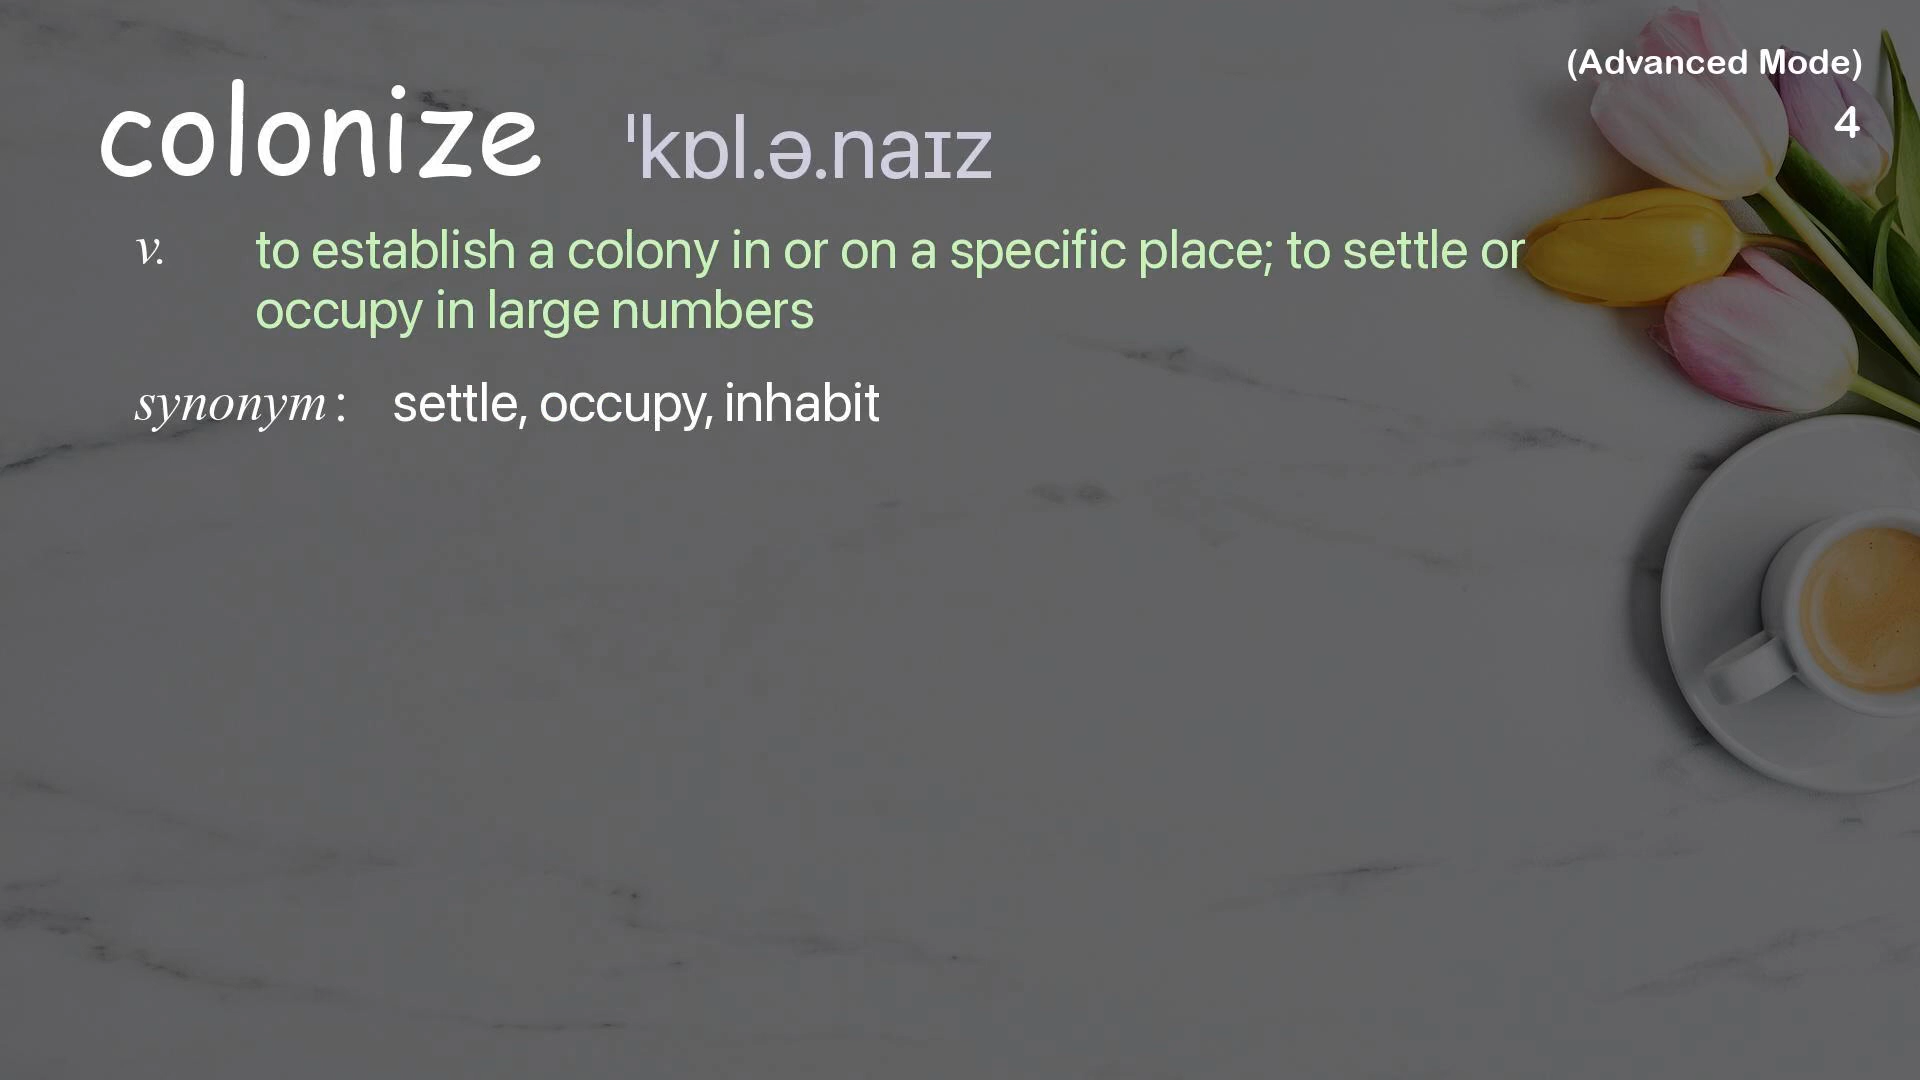 (Advanced Mode)
4
colonize ˈkɒl.ə.naɪz
v. to establish a colony in or on a specific place; to settle or
occupy in large numbers
synonym : settle, occupy, inhabit